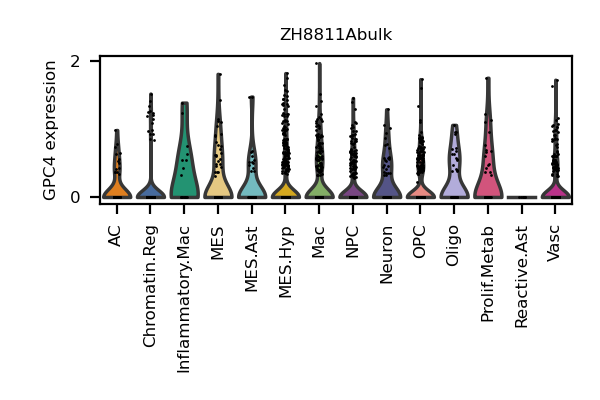 ZH8811Abulk
GPC4 expression
2
0
AC
Chromatin.Reg
Inflammatory.Mac
MES
MES.Ast
MES.Hyp
Mac
NPC
Neuron
OPC
Oligo
Prolif.Metab
Reactive.Ast
Vasc